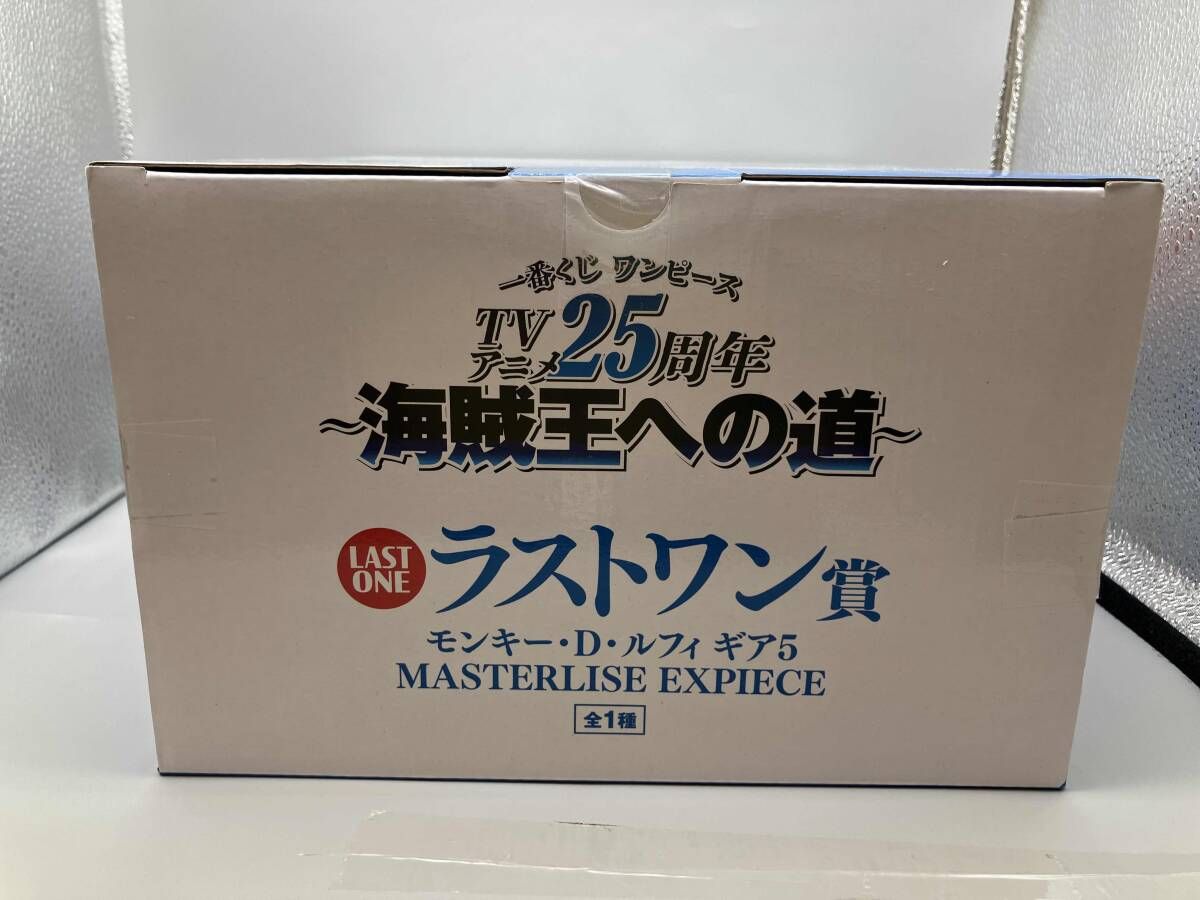 一番くじ ワンピース
TV
アニメ25周年
～海賊王への道～
LAST
ONE
ラストワン賞
モンキー・D・ルフィ ギア5
MASTERLISE EXPIECE
全1種